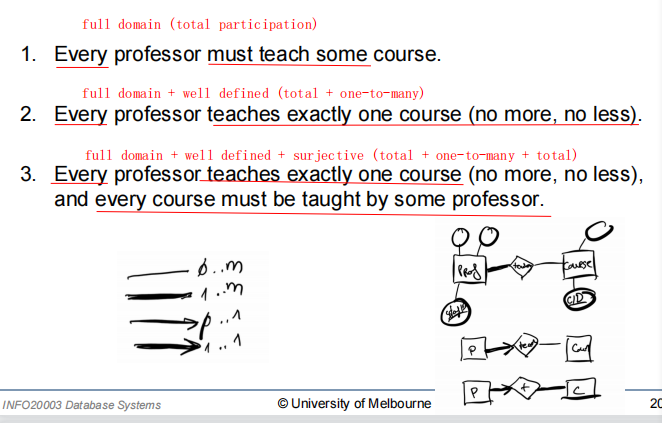 full domain (total participation)
1. Every professor must teach some course.
full domain + well defined (total + one-to-many)
2. Every professor teaches exactly one course (no more, no less).
full domain + well defined + surjective (total + one-to-many + total)
3. Every professor teaches exactly one course (no more, no less),
and every course must be taught by some professor.
0..m
1..m
0..1
1..1
Prof
Course
CID
P
P
C
INFO20003 Database Systems
© University of Melbourne
20